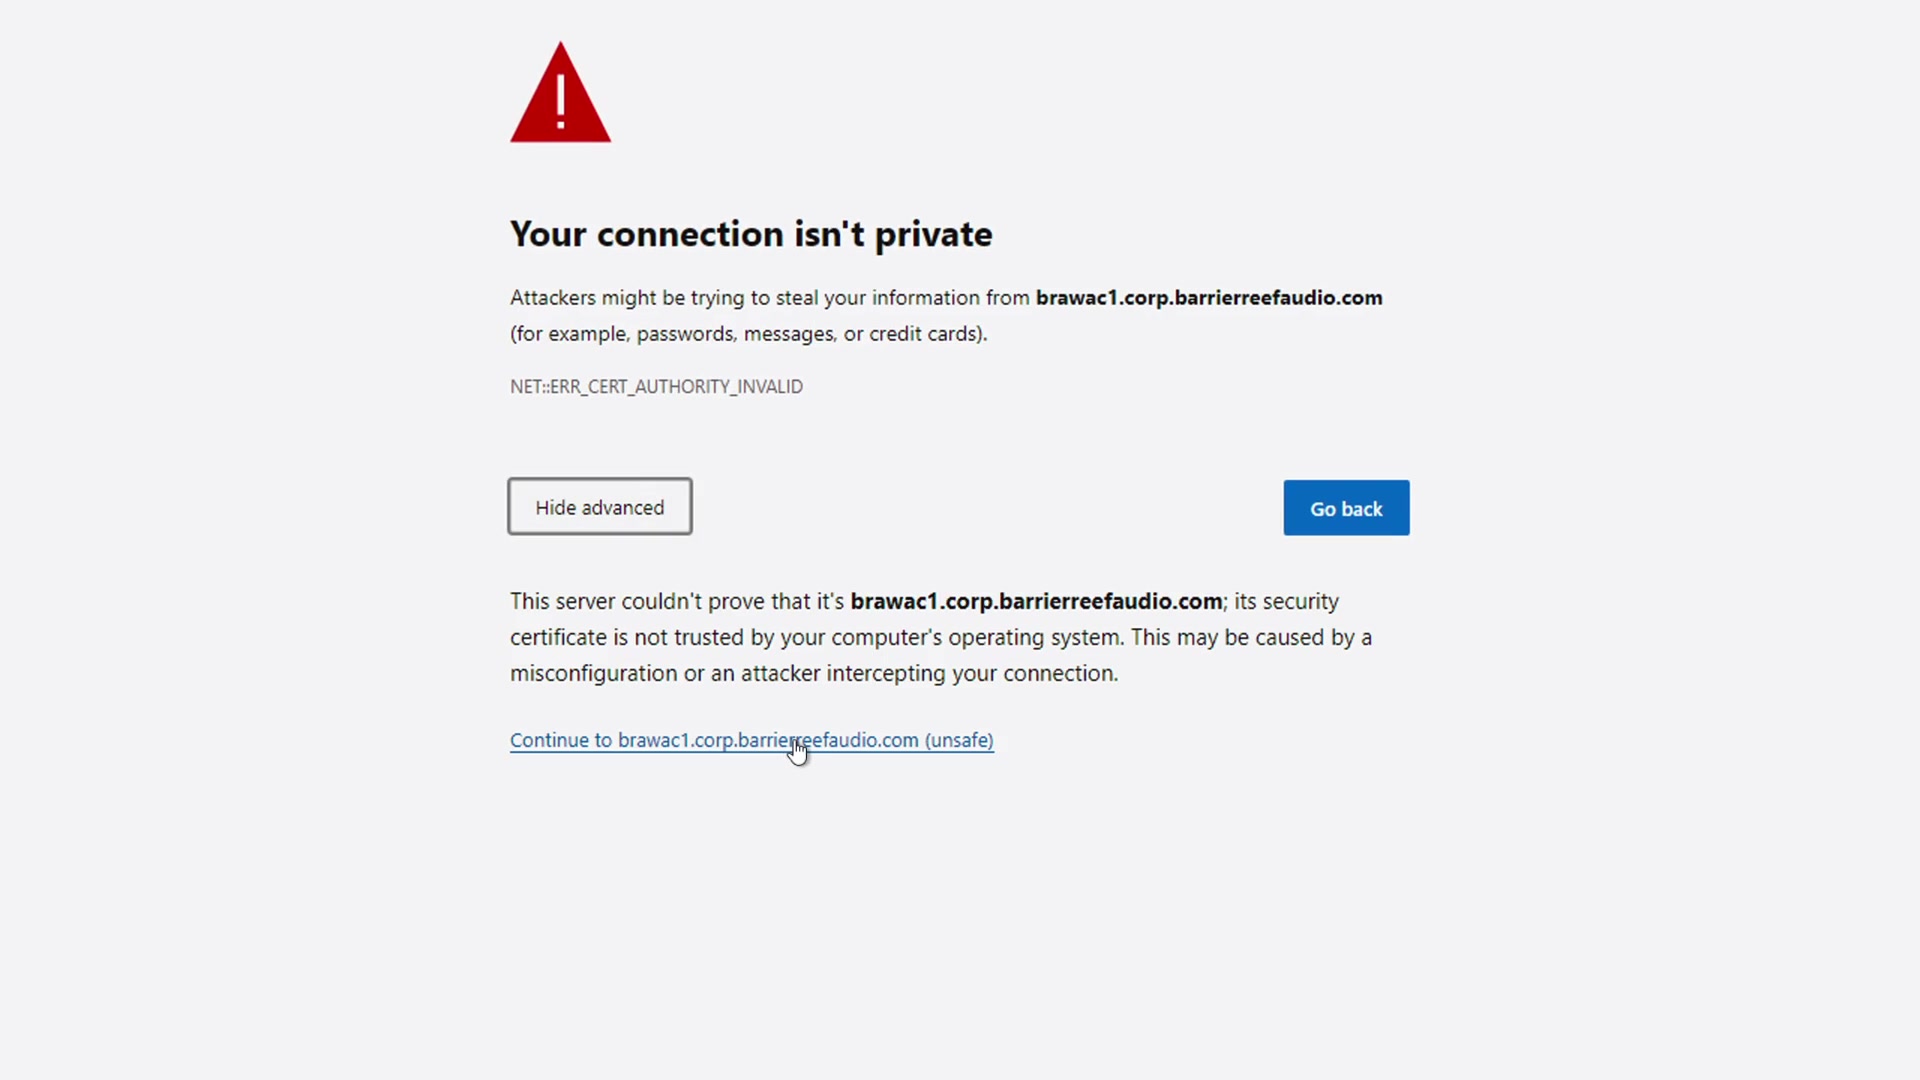 Your connection isn't private
Attackers might be trying to steal your information from brawac1.corp.barrierreefaudio.com
(for example, passwords, messages, or credit cards).
NET::ERR_CERT_AUTHORITY_INVALID
Hide advanced
Go back
This server couldn't prove that it's brawac1.corp.barrierreefaudio.com; its security
certificate is not trusted by your computer's operating system. This may be caused by a
misconfiguration or an attacker intercepting your connection.
Continue to brawac1.corp.barrierreefaudio.com (unsafe)